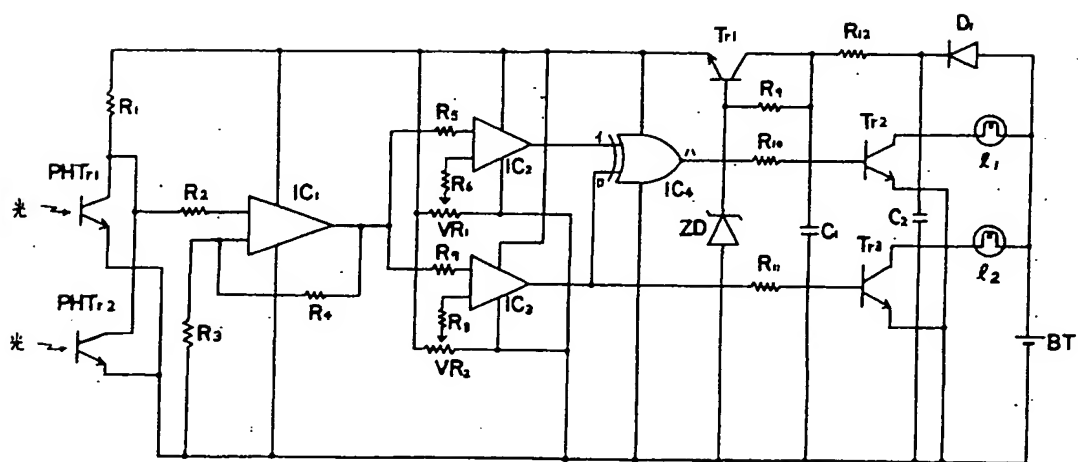 R1
PHTr1
光
PHTr2
光
R2
R3
IC1
R4
R5
R6
IC2
VR1
R9
R8
IC3
VR2
IC4
Tr1
R12
D1
R9
R10
ZD
C1
R11
Tr2
C2
Tr3
l1
l2
BT